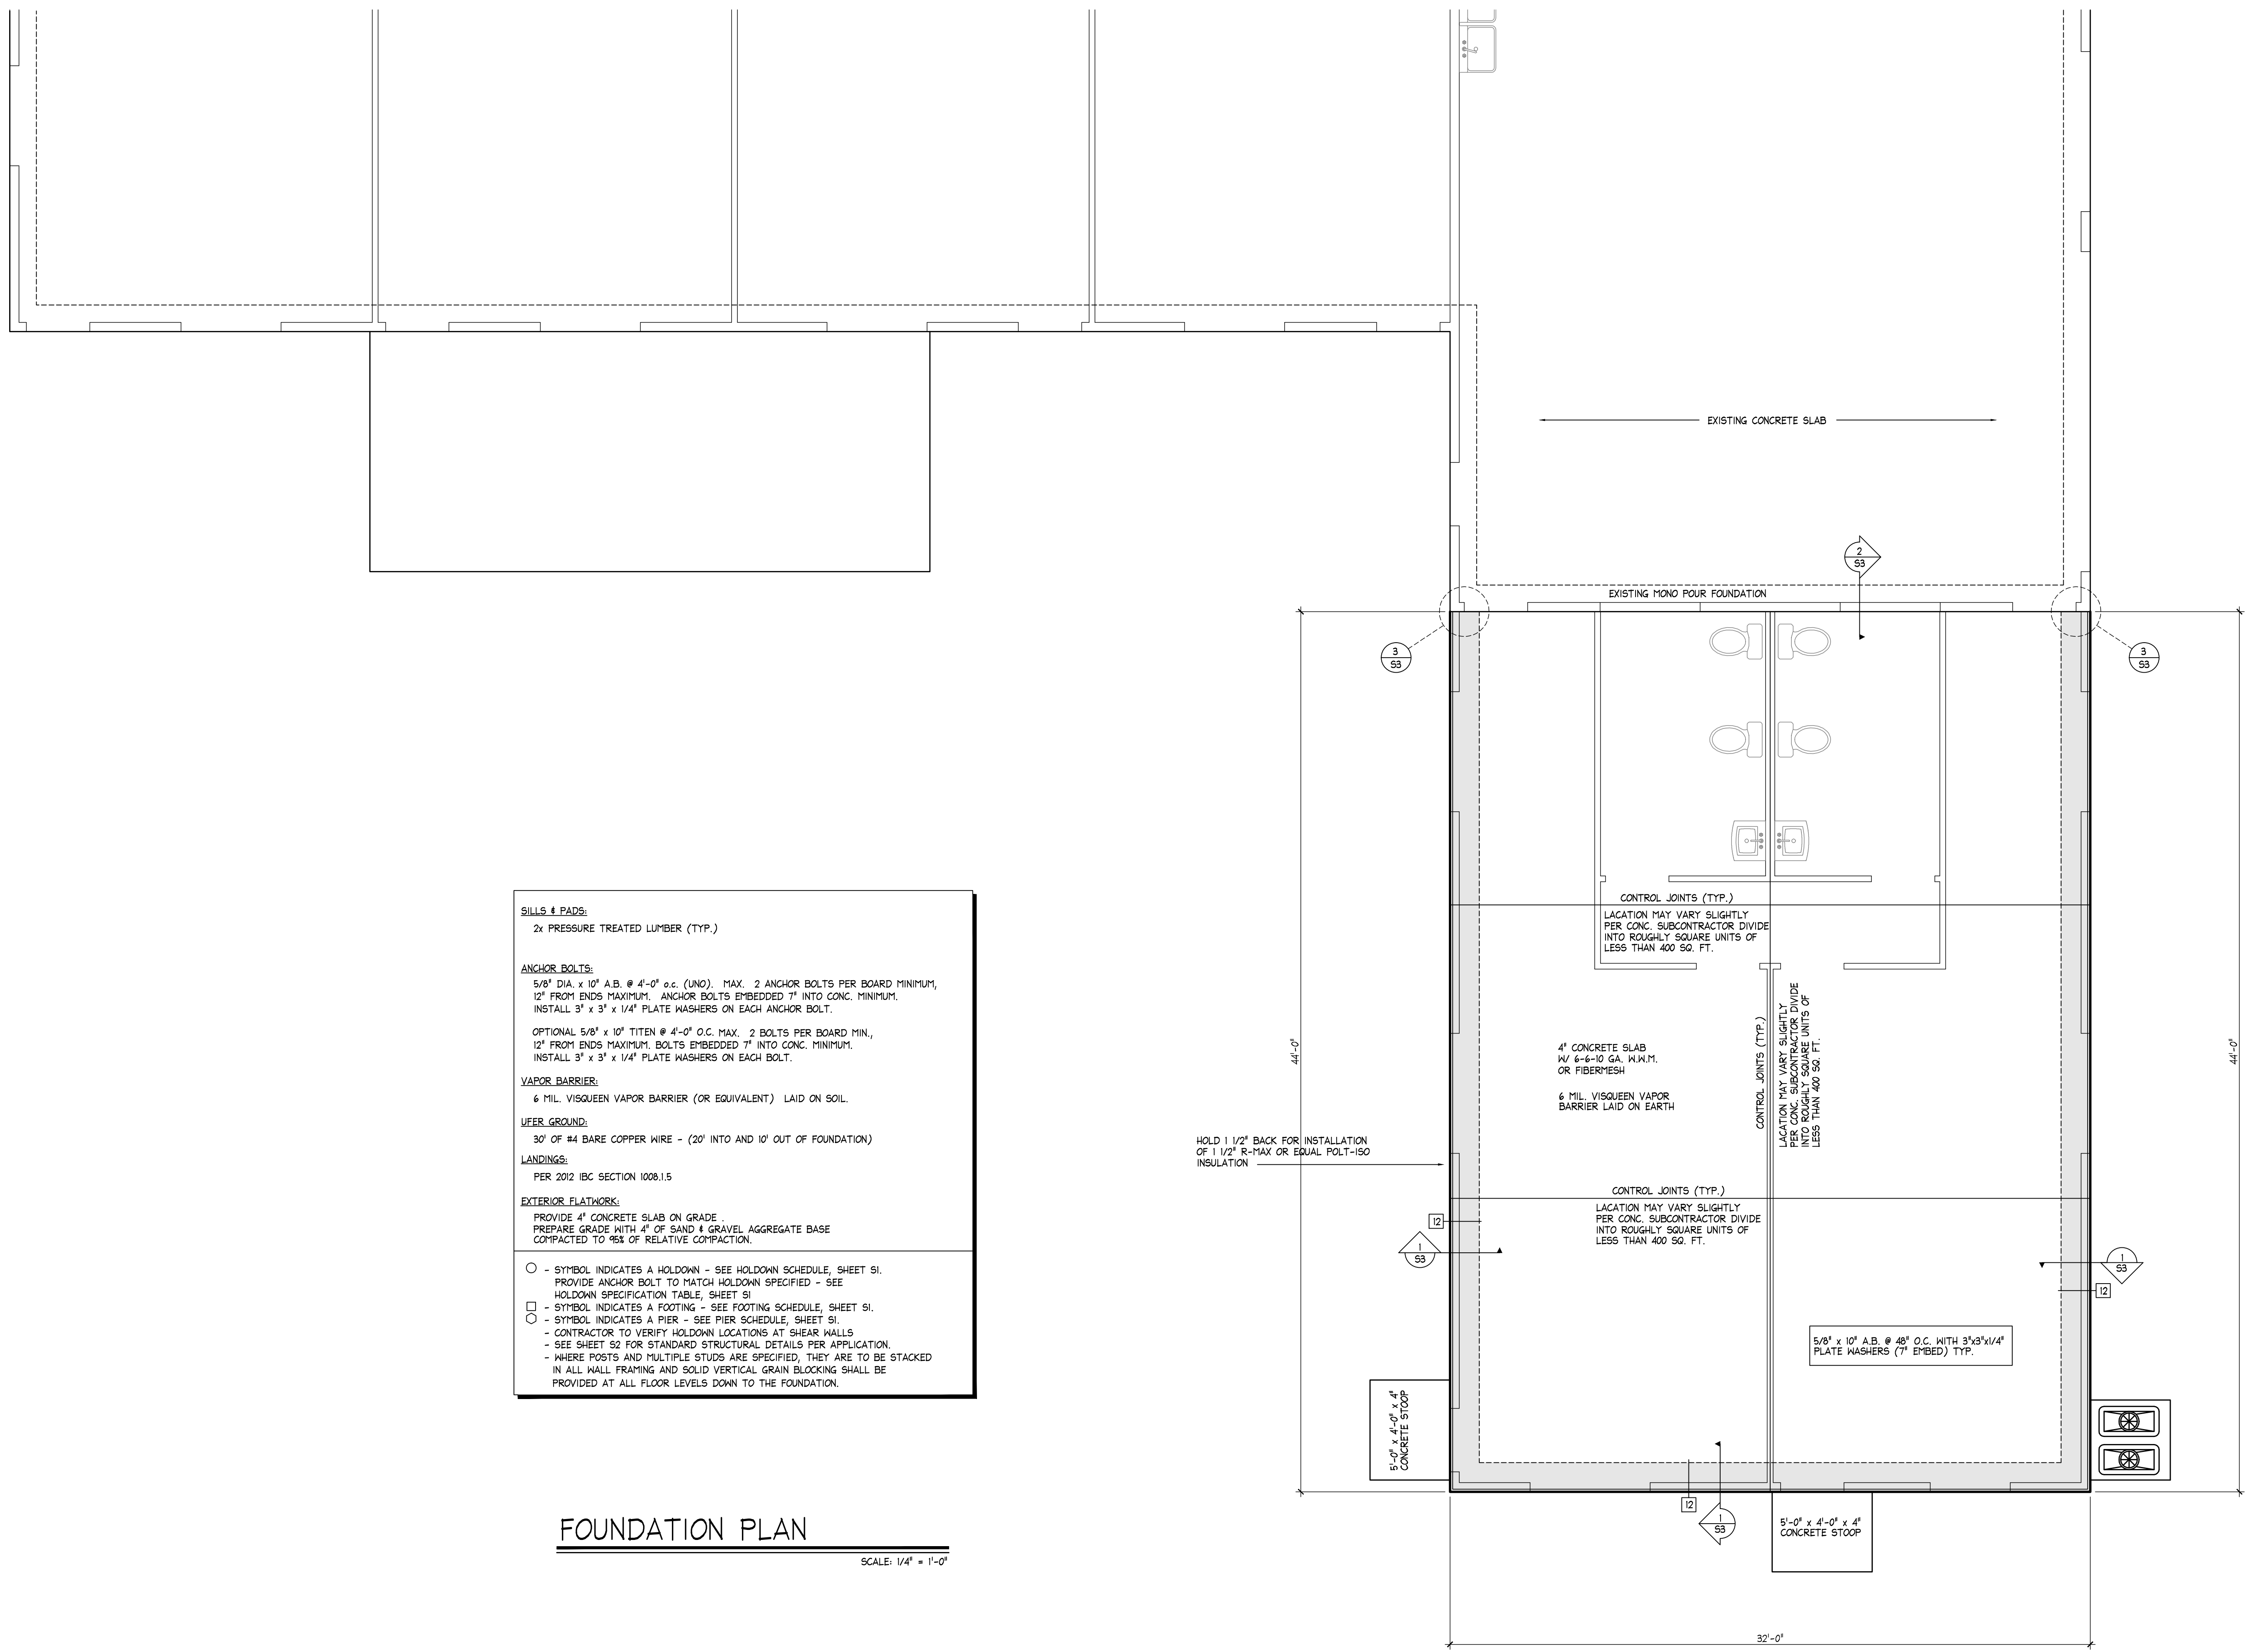 EXISTING CONCRETE SLAB
2
S3
EXISTING MONO POUR FOUNDATION
3
S3
3
S3
CONTROL JOINTS (TYP.)
LACATION MAY VARY SLIGHTLY
PER CONC. SUBCONTRACTOR DIVIDE
INTO ROUGHLY SQUARE UNITS OF
LESS THAN 400 SQ. FT.
CONTROL JOINTS (TYP.)
LACATION MAY VARY SLIGHTLY
PER CONC. SUBCONTRACTOR DIVIDE
INTO ROUGHLY SQUARE UNITS OF
LESS THAN 400 SQ. FT.
44'-0"
44'-0"
4" CONCRETE SLAB
W/ 6-6-10 GA. W.W.M.
OR FIBERMESH
6 MIL. VISQUEEN VAPOR
BARRIER LAID ON EARTH
HOLD 1 1/2" BACK FOR INSTALLATION
OF 1 1/2" R-MAX OR EQUAL POLT-ISO
INSULATION
CONTROL JOINTS (TYP.)
LACATION MAY VARY SLIGHTLY
PER CONC. SUBCONTRACTOR DIVIDE
INTO ROUGHLY SQUARE UNITS OF
LESS THAN 400 SQ. FT.
12
1
S3
1
S3
12
5/8" x 10" A.B. @ 48" O.C. WITH 3"x3"x1/4"
PLATE WASHERS (7" EMBED) TYP.
5'-0" x 4'-0" x 4"
CONCRETE STOOP
12
1
S3
5'-0" x 4'-0" x 4"
CONCRETE STOOP
32'-0"
SILLS & PADS:
2x PRESSURE TREATED LUMBER (TYP.)
ANCHOR BOLTS:
5/8" DIA. x 10" A.B. @ 4'-0" o.c. (UNO). MAX. 2 ANCHOR BOLTS PER BOARD MINIMUM,
12" FROM ENDS MAXIMUM. ANCHOR BOLTS EMBEDDED 7" INTO CONC. MINIMUM.
INSTALL 3" x 3" x 1/4" PLATE WASHERS ON EACH ANCHOR BOLT.
OPTIONAL 5/8" x 10" TITEN @ 4'-0" O.C. MAX. 2 BOLTS PER BOARD MIN.,
12" FROM ENDS MAXIMUM. BOLTS EMBEDDED 7" INTO CONC. MINIMUM.
INSTALL 3" x 3" x 1/4" PLATE WASHERS ON EACH BOLT.
VAPOR BARRIER:
6 MIL. VISQUEEN VAPOR BARRIER (OR EQUIVALENT) LAID ON SOIL.
UFER GROUND:
30' OF #4 BARE COPPER WIRE - (20' INTO AND 10' OUT OF FOUNDATION)
LANDINGS:
PER 2012 IBC SECTION 1008.1.5
EXTERIOR FLATWORK:
PROVIDE 4" CONCRETE SLAB ON GRADE .
PREPARE GRADE WITH 4" OF SAND & GRAVEL AGGREGATE BASE
COMPACTED TO 95% OF RELATIVE COMPACTION.
- SYMBOL INDICATES A HOLDOWN - SEE HOLDOWN SCHEDULE, SHEET S1.
PROVIDE ANCHOR BOLT TO MATCH HOLDOWN SPECIFIED - SEE
HOLDOWN SPECIFICATION TABLE, SHEET S1
- SYMBOL INDICATES A FOOTING - SEE FOOTING SCHEDULE, SHEET S1.
- SYMBOL INDICATES A PIER - SEE PIER SCHEDULE, SHEET S1.
- CONTRACTOR TO VERIFY HOLDOWN LOCATIONS AT SHEAR WALLS
- SEE SHEET S2 FOR STANDARD STRUCTURAL DETAILS PER APPLICATION.
- WHERE POSTS AND MULTIPLE STUDS ARE SPECIFIED, THEY ARE TO BE STACKED
IN ALL WALL FRAMING AND SOLID VERTICAL GRAIN BLOCKING SHALL BE
PROVIDED AT ALL FLOOR LEVELS DOWN TO THE FOUNDATION.
FOUNDATION PLAN
SCALE: 1/4" = 1'-0"